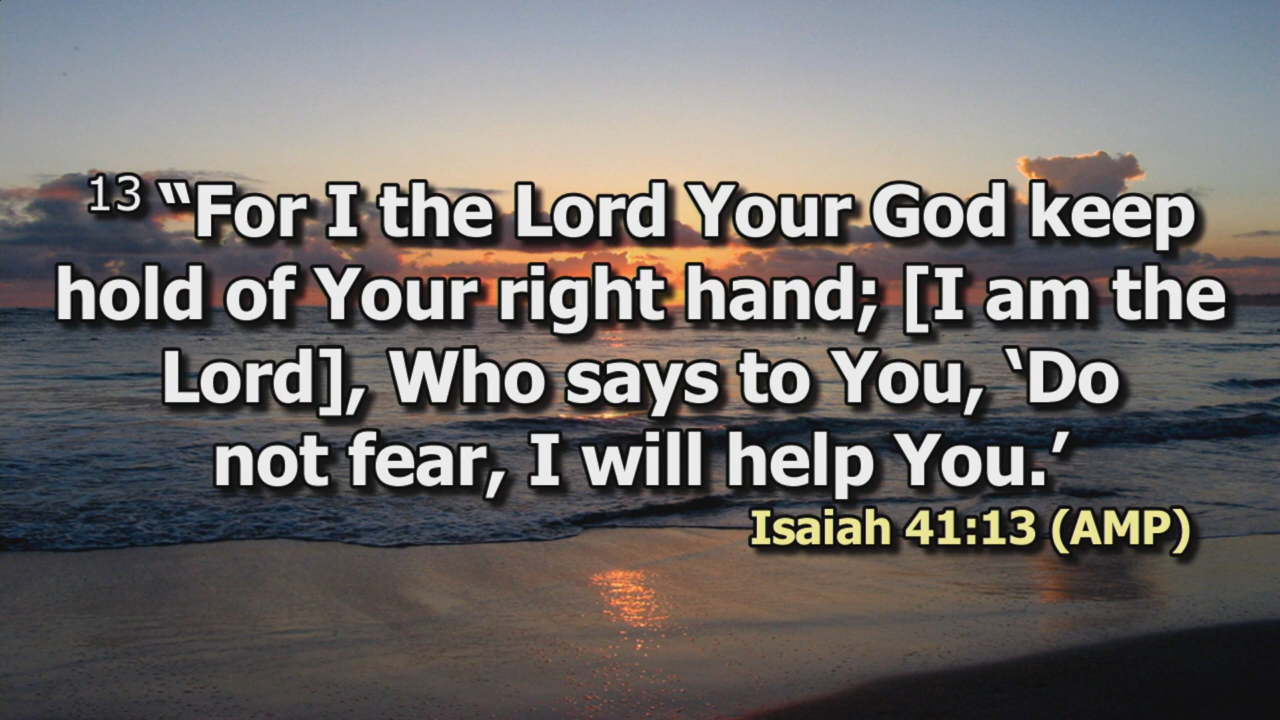 13 “For I the Lord Your God keep
hold of Your right hand; [I am the
Lord], Who says to You, ‘Do
not fear, I will help You.’
Isaiah 41:13 (AMP)